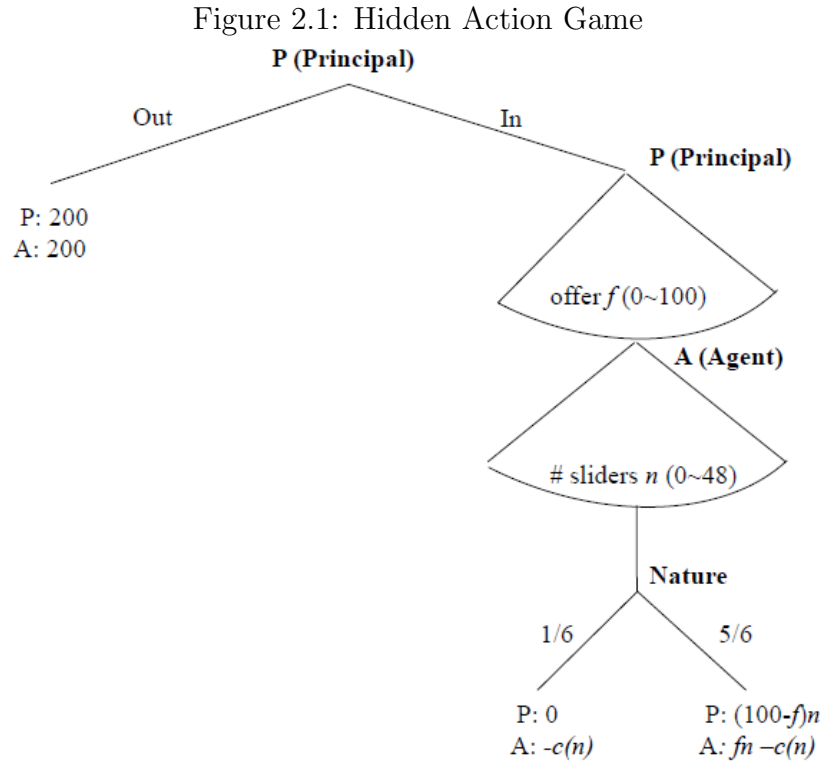 Figure 2.1: Hidden Action Game
P (Principal)
Out
In
P (Principal)
P: 200
A: 200
offer f (0~100)
A (Agent)
# sliders n (0~48)
Nature
1/6
5/6
P: 0
A: -c(n)
P: (100-f)n
A: fn –c(n)